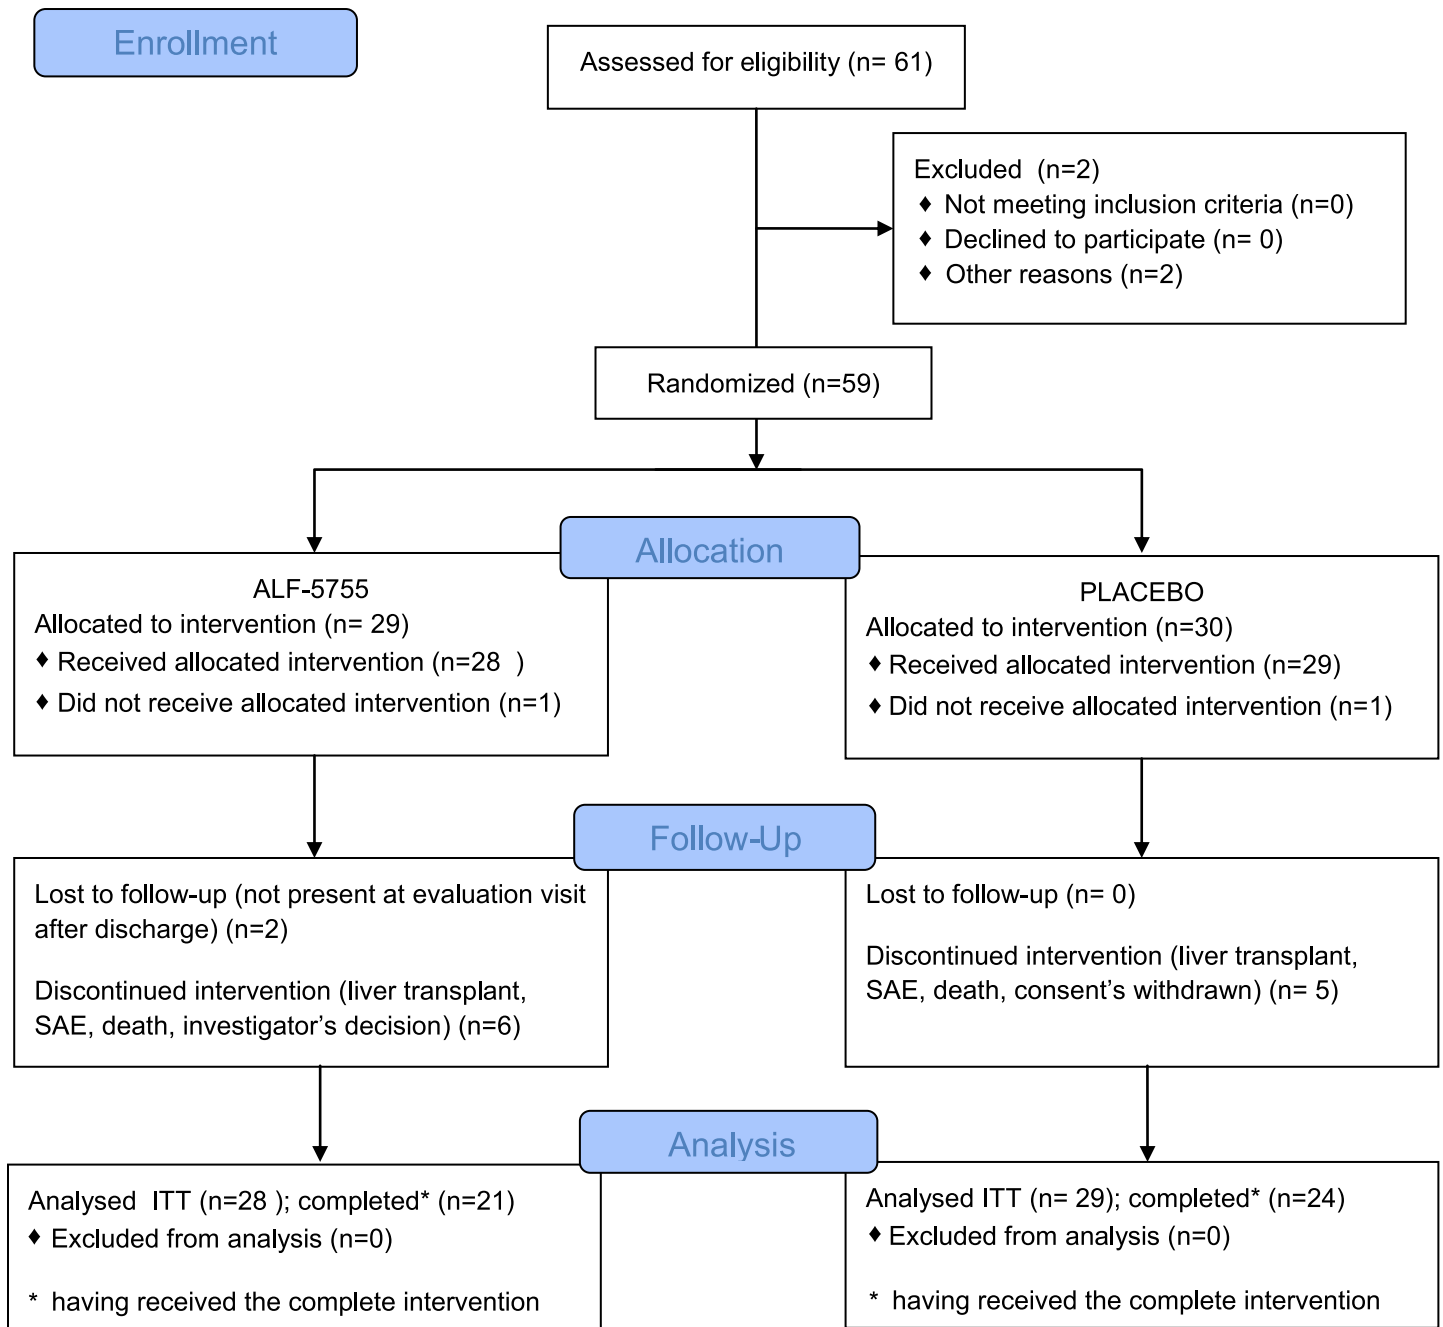 Enrollment
Assessed for eligibility (n= 61)
Excluded (n=2)
♦ Not meeting inclusion criteria (n=0)
♦ Declined to participate (n= 0)
♦ Other reasons (n=2)
Randomized (n=59)
Allocation
ALF-5755
Allocated to intervention (n= 29)
♦ Received allocated intervention (n=28 )
♦ Did not receive allocated intervention (n=1)
PLACEBO
Allocated to intervention (n=30)
♦ Received allocated intervention (n=29)
♦ Did not receive allocated intervention (n=1)
Follow-Up
Lost to follow-up (not present at evaluation visit
after discharge) (n=2)
Discontinued intervention (liver transplant,
SAE, death, investigator's decision) (n=6)
Lost to follow-up (n= 0)
Discontinued intervention (liver transplant,
SAE, death, consent's withdrawn) (n= 5)
Analysis
Analysed ITT (n=28 ); completed* (n=21)
♦ Excluded from analysis (n=0)
* having received the complete intervention
Analysed ITT (n= 29); completed* (n=24)
♦ Excluded from analysis (n=0)
* having received the complete intervention